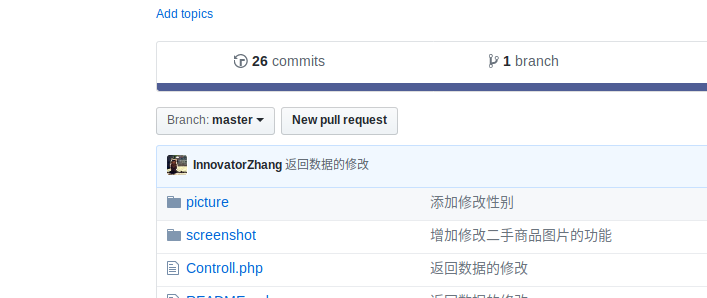 Add topics
26 commits 1 branch
Branch: master New pull request
InnovatorZhang 返回数据的修改
picture 添加修改性别
screenshot 增加修改二手商品图片的功能
Controll.php 返回数据的修改